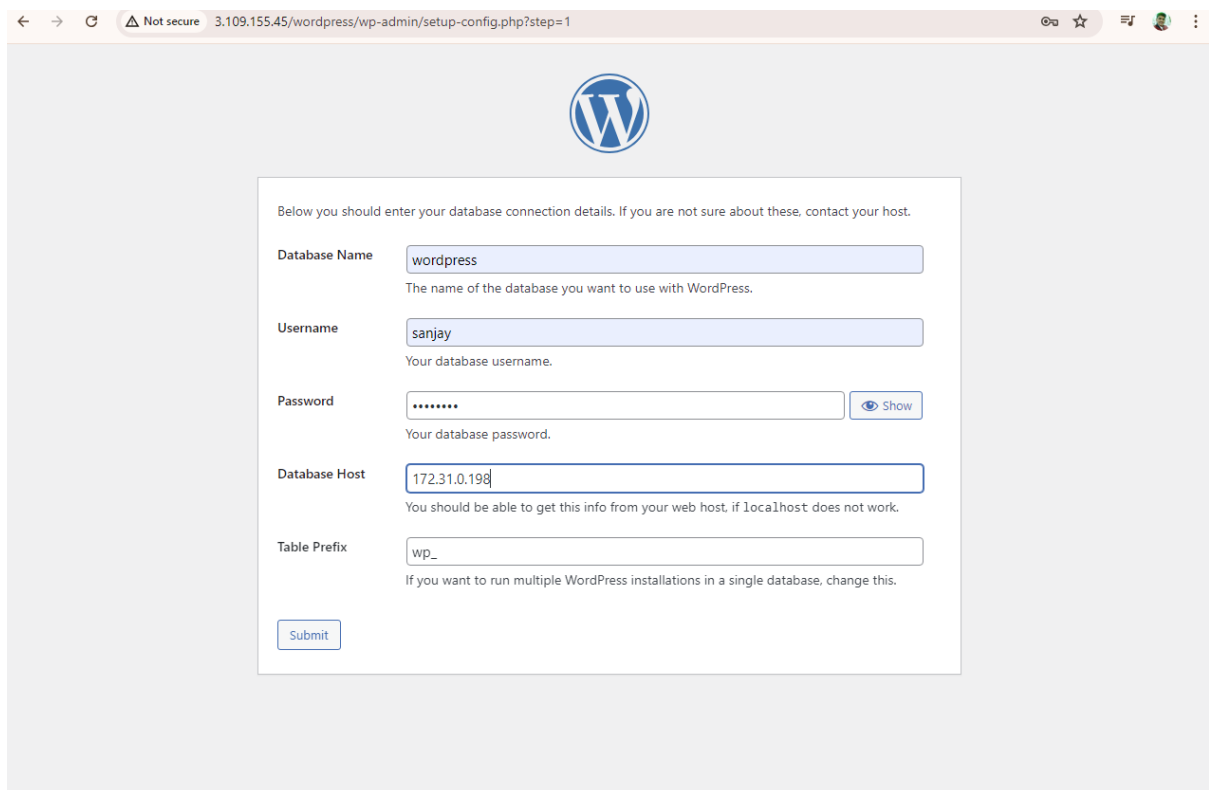 Not secure 3.109.155.45/wordpress/wp-admin/setup-config.php?step=1
W
Below you should enter your database connection details. If you are not sure about these, contact your host.
Database Name wordpress
The name of the database you want to use with WordPress.
Username sanjay
Your database username.
Password •••••••• Show
Your database password.
Database Host 172.31.0.198
You should be able to get this info from your web host, if localhost does not work.
Table Prefix wp_
If you want to run multiple WordPress installations in a single database, change this.
Submit